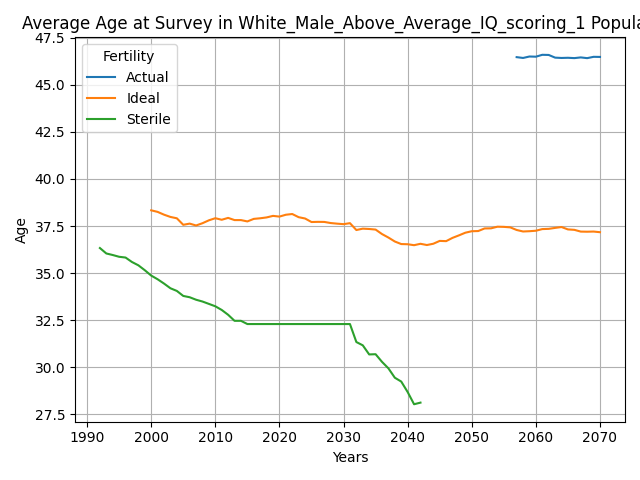 Average Age at Survey in White_Male_Above_Average_IQ_scoring_1 Popula
47.5
45.0
42.5
40.0
37.5
35.0
32.5
30.0
27.5
Age
Fertility
Actual
Ideal
Sterile
1990 2000 2010 2020 2030 2040 2050 2060 2070
Years